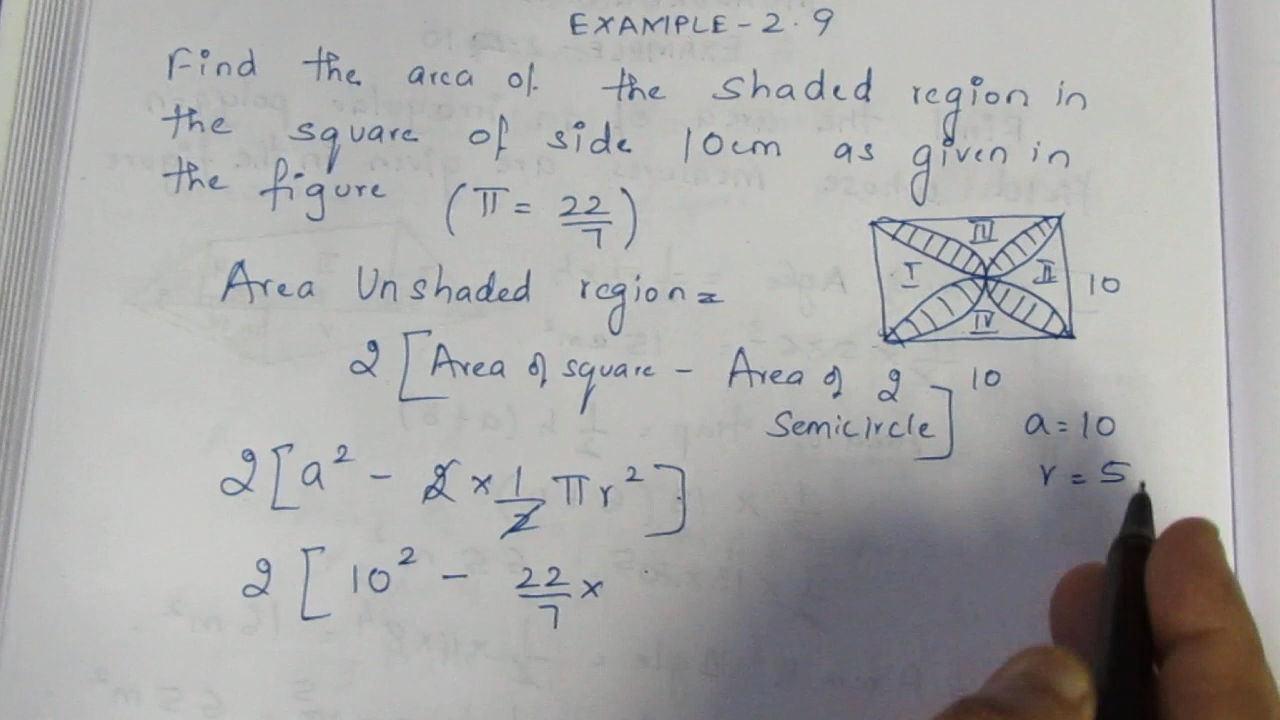 EXAMPLE - 2.9
Find the area of the shaded region in
the square of side 10cm as given in
the figure (π = 22/7)
I III II IV 10
Area Unshaded region =
2 [Area of square - Area of 2
Semicircle] 10
a = 10
2 [a² - 2 × 1/2 πr²]
r = 5
2 [10² - 22/7 ×